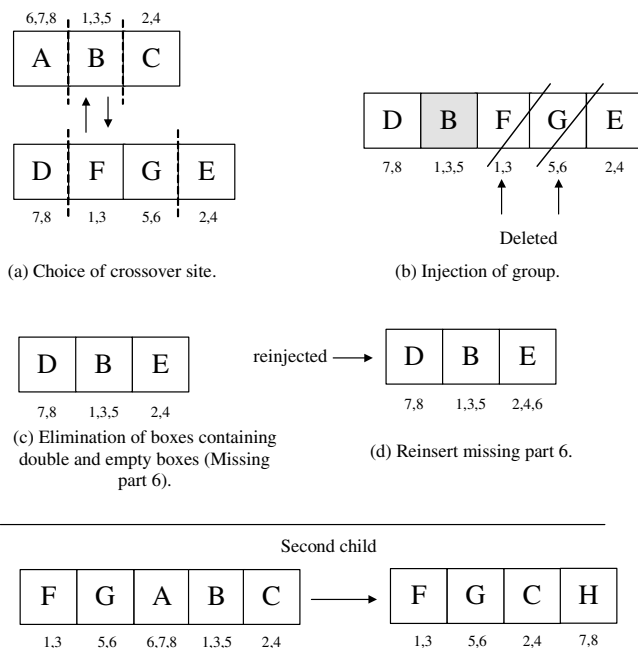 6,7,8 1,3,5 2,4
A B C
D F G E
7,8 1,3 5,6 2,4
(a) Choice of crossover site.
D B F G E
7,8 1,3,5 1,3 5,6 2,4
Deleted
(b) Injection of group.
D B E
7,8 1,3,5 2,4
(c) Elimination of boxes containing
double and empty boxes (Missing
part 6).
reinjected D B E
7,8 1,3,5 2,4,6
(d) Reinsert missing part 6.
Second child
F G A B C
1,3 5,6 6,7,8 1,3,5 2,4
F G C H
1,3 5,6 2,4 7,8